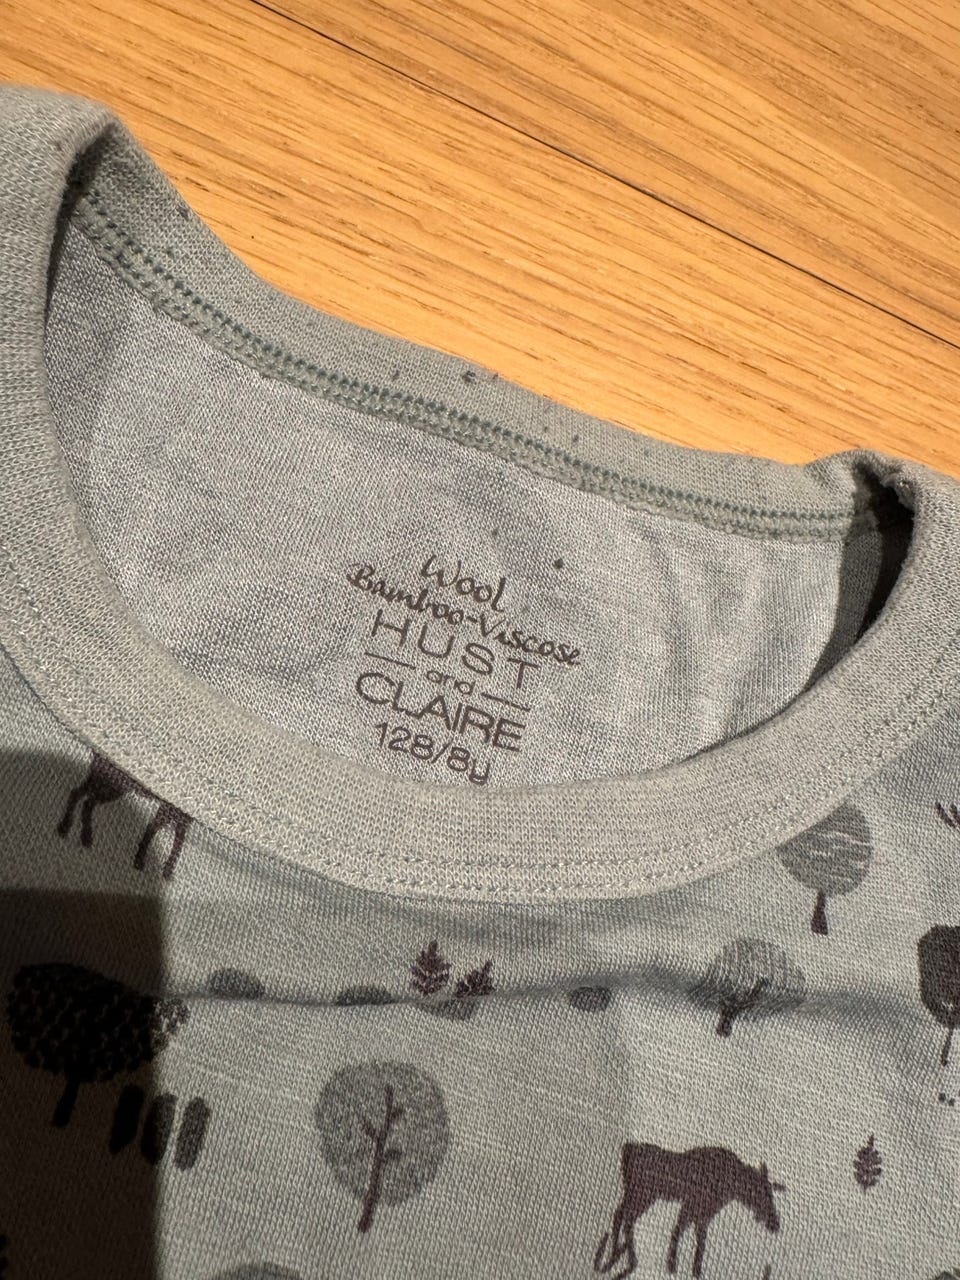 Wool
Bamboo-Viscose
HUST
and
CLAIRE
128/8y